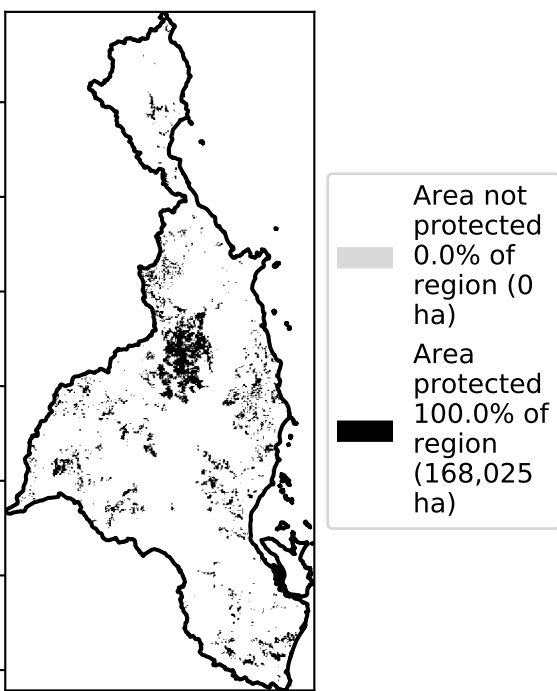 Area not
protected
0.0% of
region (0
ha)
Area
protected
100.0% of
region
(168,025
ha)